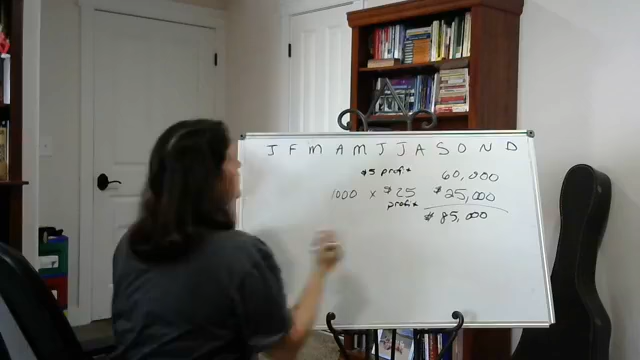 J F M A M J J A S O N D
$5 profit 60,000
1000 x $25 $25,000
profit
$85,000